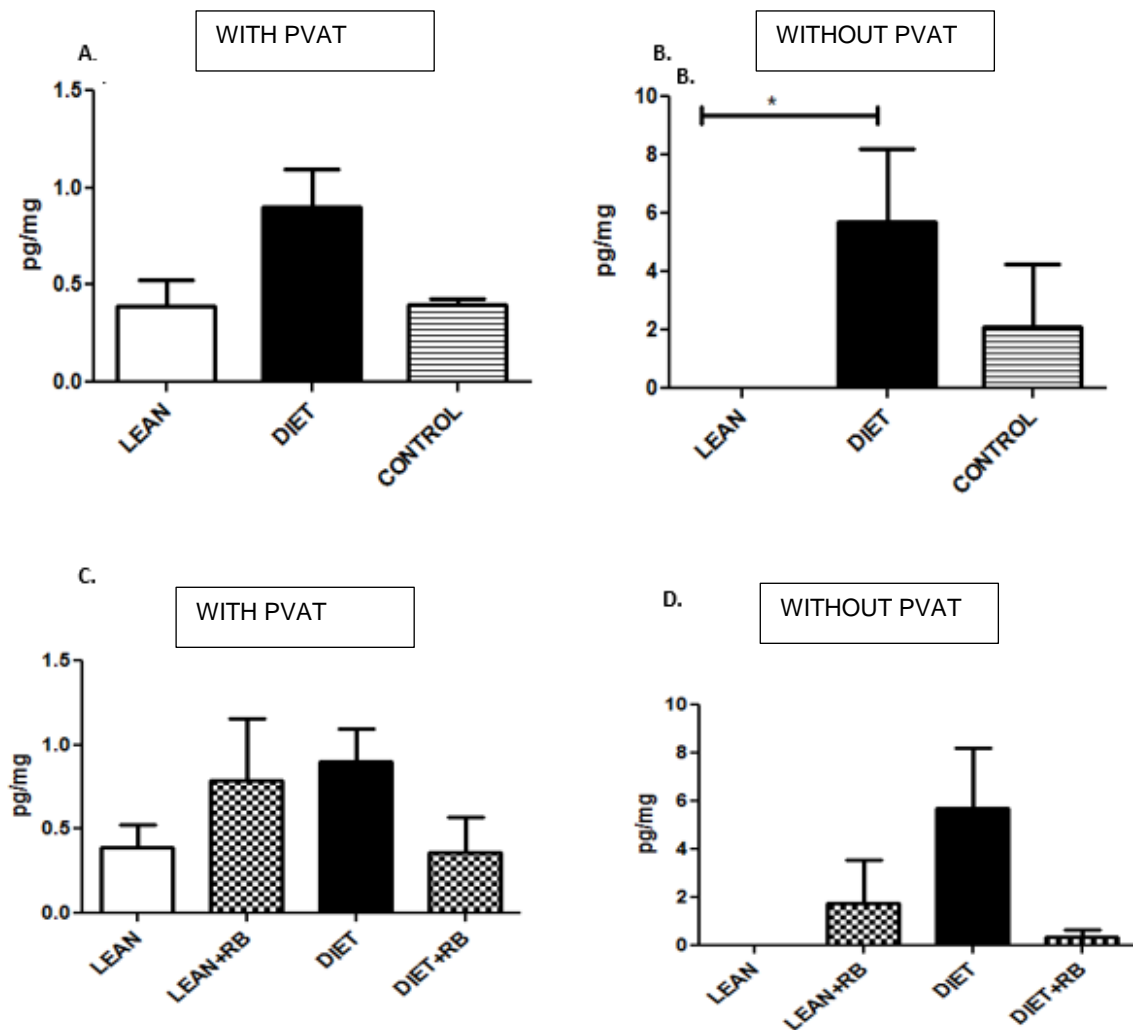 WITH PVAT
A.
1.5
1.0
0.5
0.0
pg/mg
LEAN
DIET
CONTROL
WITHOUT PVAT
B.
B.
10
8
6
4
2
0
pg/mg
*
LEAN
DIET
CONTROL
C.
WITH PVAT
1.5
1.0
0.5
0.0
pg/mg
LEAN
LEAN+RB
DIET
DIET+RB
D.
WITHOUT PVAT
10
8
6
4
2
0
pg/mg
LEAN
LEAN+RB
DIET
DIET+RB